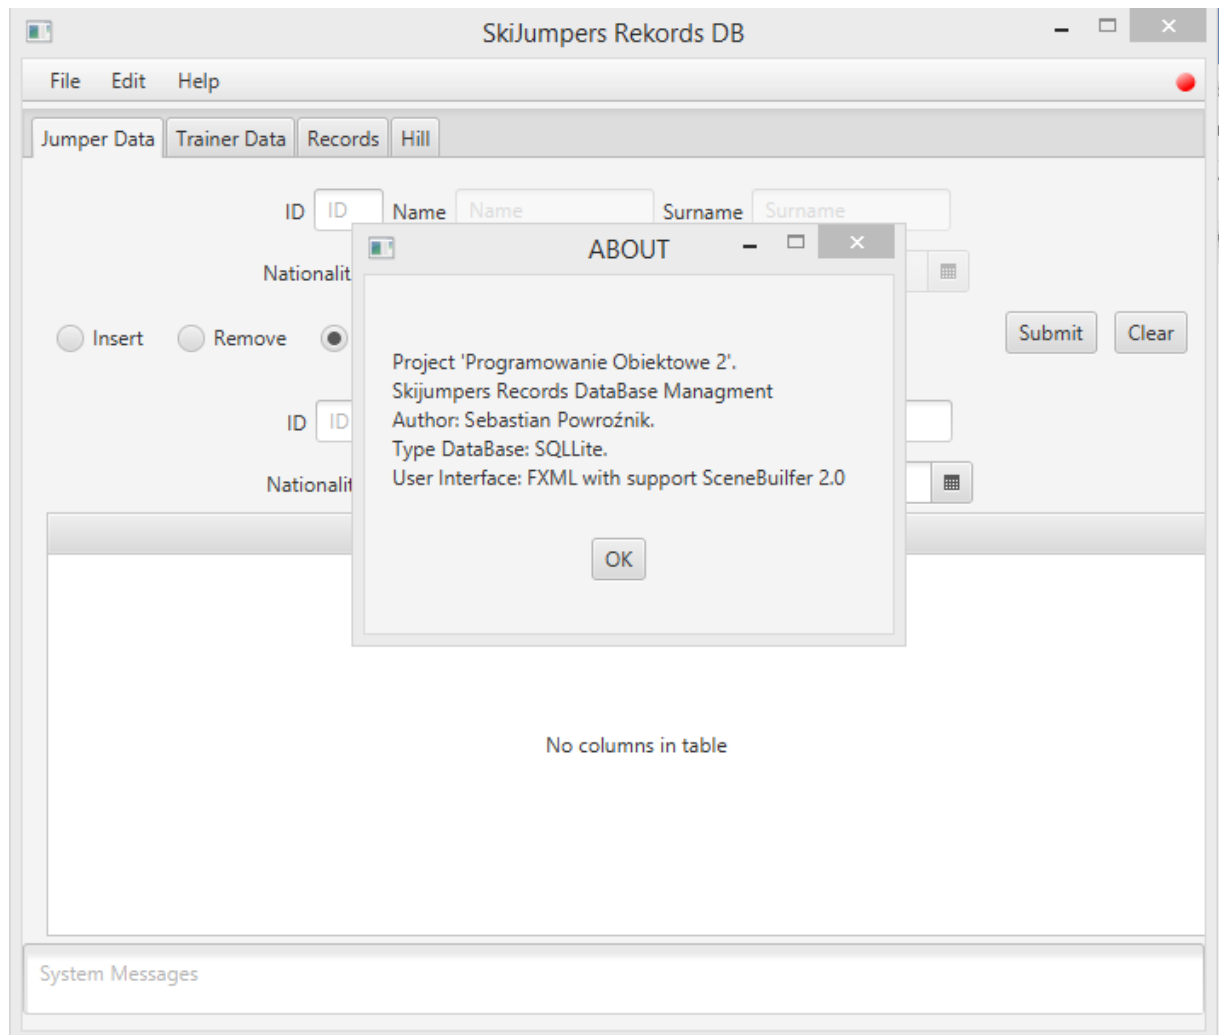 SkiJumpers Rekords DB
File Edit Help
Jumper Data Trainer Data Records Hill
ID ID Name Name Surname Surname
ABOUT
Nationalit
Insert Remove Submit Clear
Project 'Programowanie Obiektowe 2'.
Skijumpers Records DataBase Managment
Author: Sebastian Powroźnik.
ID ID
Type DataBase: SQLLite.
User Interface: FXML with support SceneBuilfer 2.0
Nationalit
OK
No columns in table
System Messages